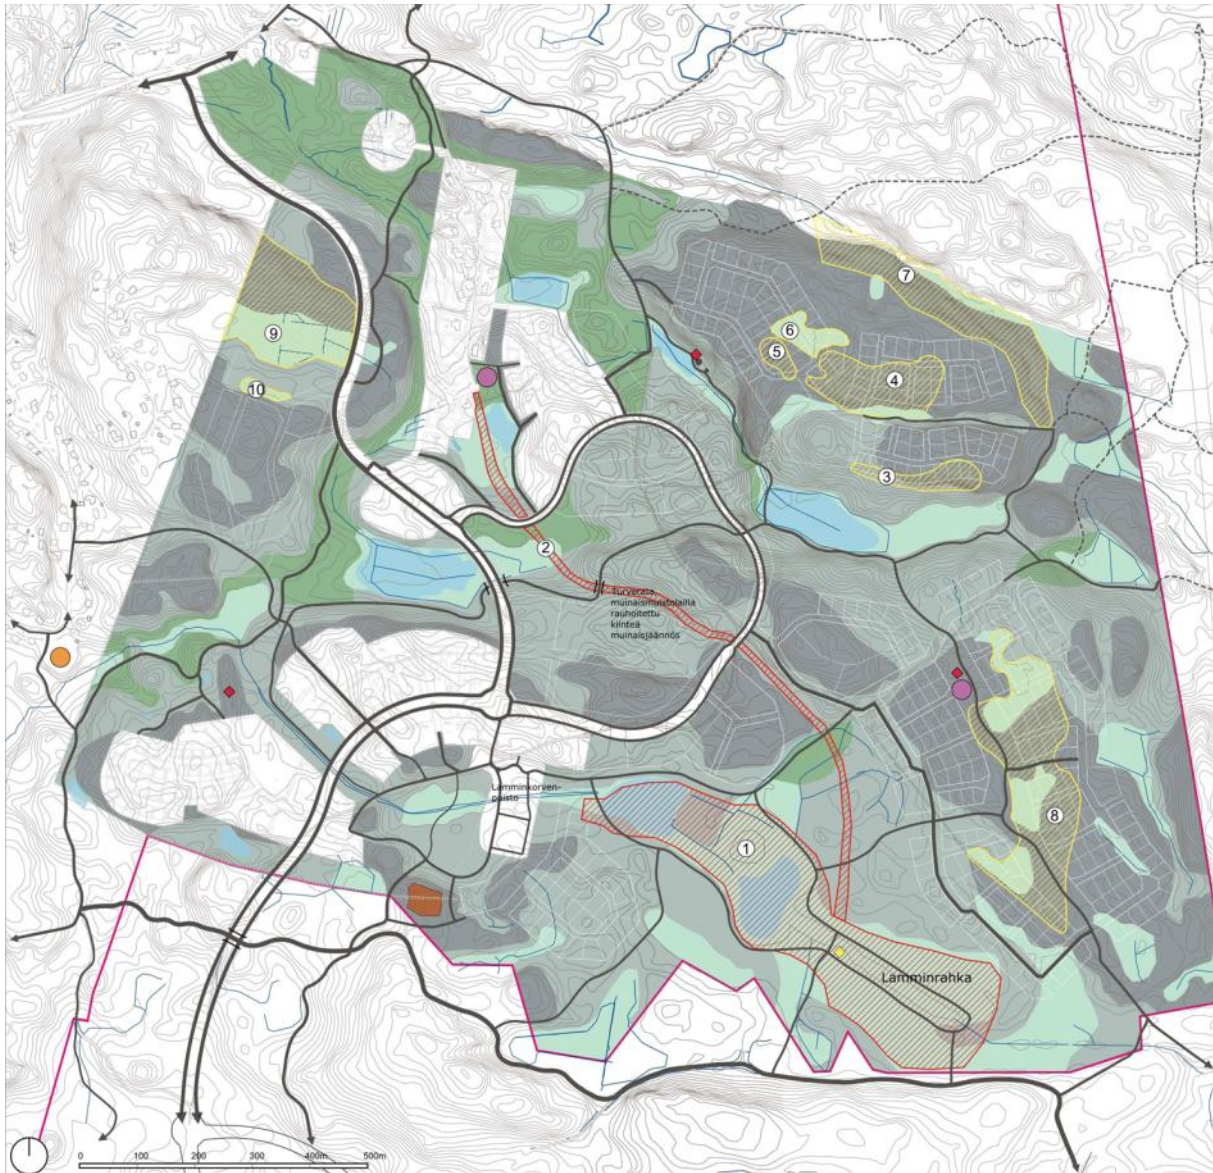 7
6
5
4
9
10
3
2
Turverata,
muinaismuistolailla
rauhoitettu
kiinteä
muinaisjäännös
Lamminkorven-
puisto
8
1
Lamminrahka
0 100 200 300 400m 500m